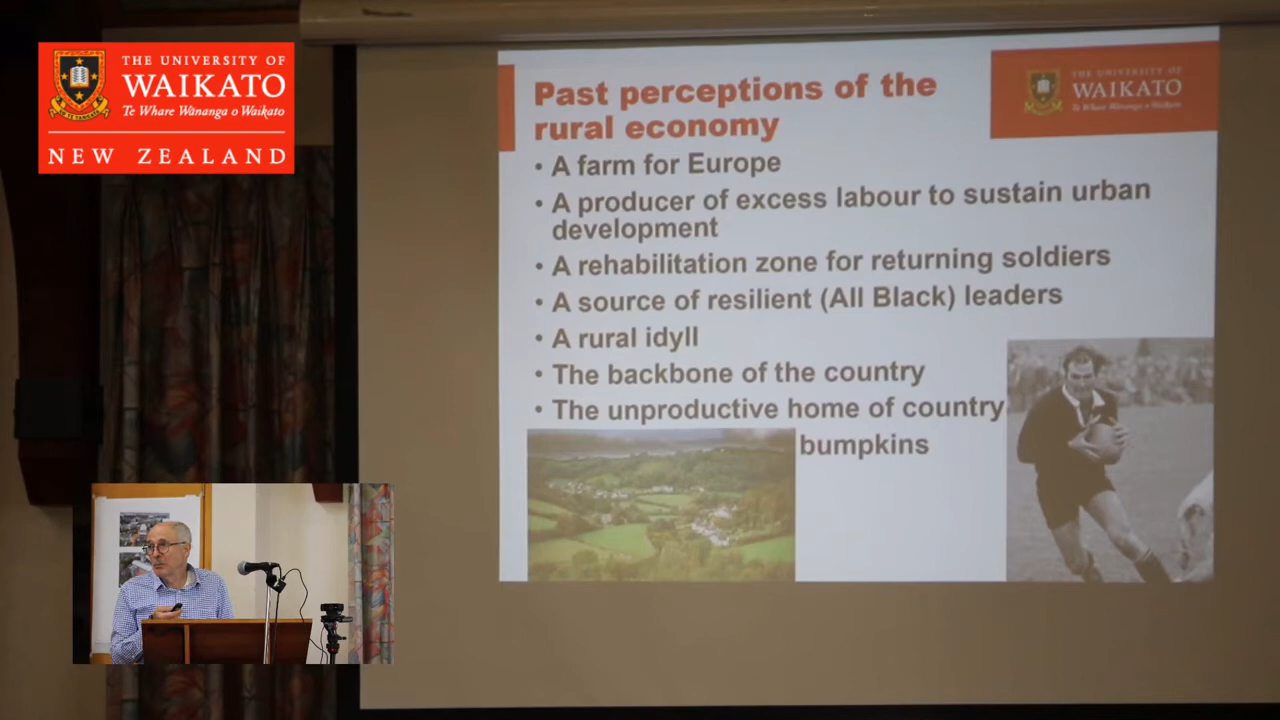 THE UNIVERSITY OF
WAIKATO
Te Whare Wānanga o Waikato
NEW ZEALAND
Past perceptions of the
rural economy
THE UNIVERSITY OF
WAIKATO
Te Whare Wānanga o Waikato
• A farm for Europe
• A producer of excess labour to sustain urban
development
• A rehabilitation zone for returning soldiers
• A source of resilient (All Black) leaders
• A rural idyll
• The backbone of the country
• The unproductive home of country
bumpkins